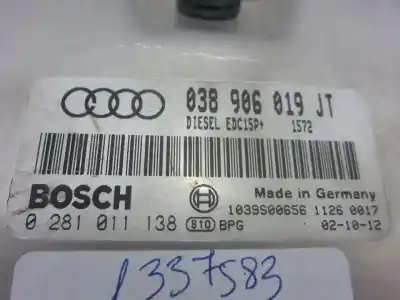 038 906 019 JT
DIESEL EDC15P+ 1572
BOSCH
Made in Germany
1039S00656 1126 0017
0 281 011 138 810 BPG 02-10-12
1337583